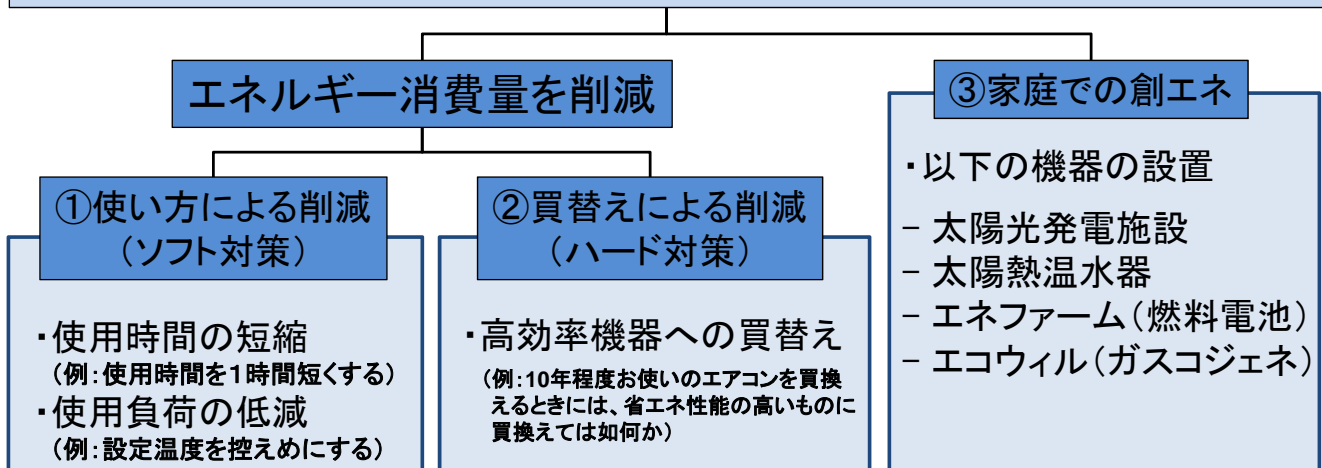 エネルギー消費量を削減
①使い方による削減
（ソフト対策）
・使用時間の短縮
（例：使用時間を１時間短くする）
・使用負荷の低減
（例：設定温度を控えめにする）
②買替えによる削減
（ハード対策）
・高効率機器への買替え
（例：10年程度お使いのエアコンを買換
えるときには、省エネ性能の高いものに
買換えては如何か）
③家庭での創エネ
・以下の機器の設置
− 太陽光発電施設
− 太陽熱温水器
− エネファーム（燃料電池）
− エコウィル（ガスコジェネ）